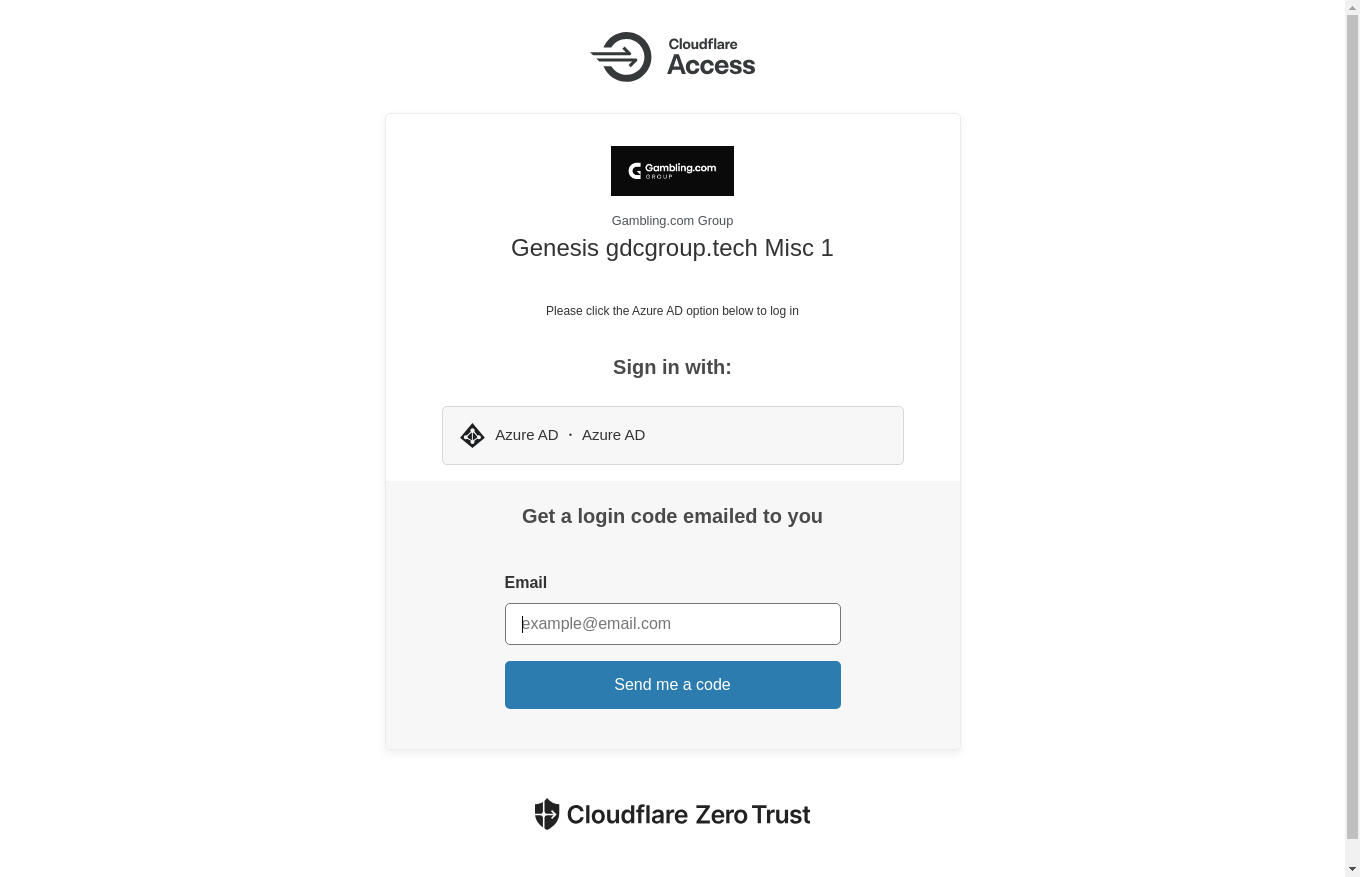 Cloudflare
Access
Gambling.com
GROUP
Gambling.com Group
Genesis gdcgroup.tech Misc 1
Please click the Azure AD option below to log in
Sign in with:
Azure AD · Azure AD
Get a login code emailed to you
Email
example@email.com
Send me a code
Cloudflare Zero Trust